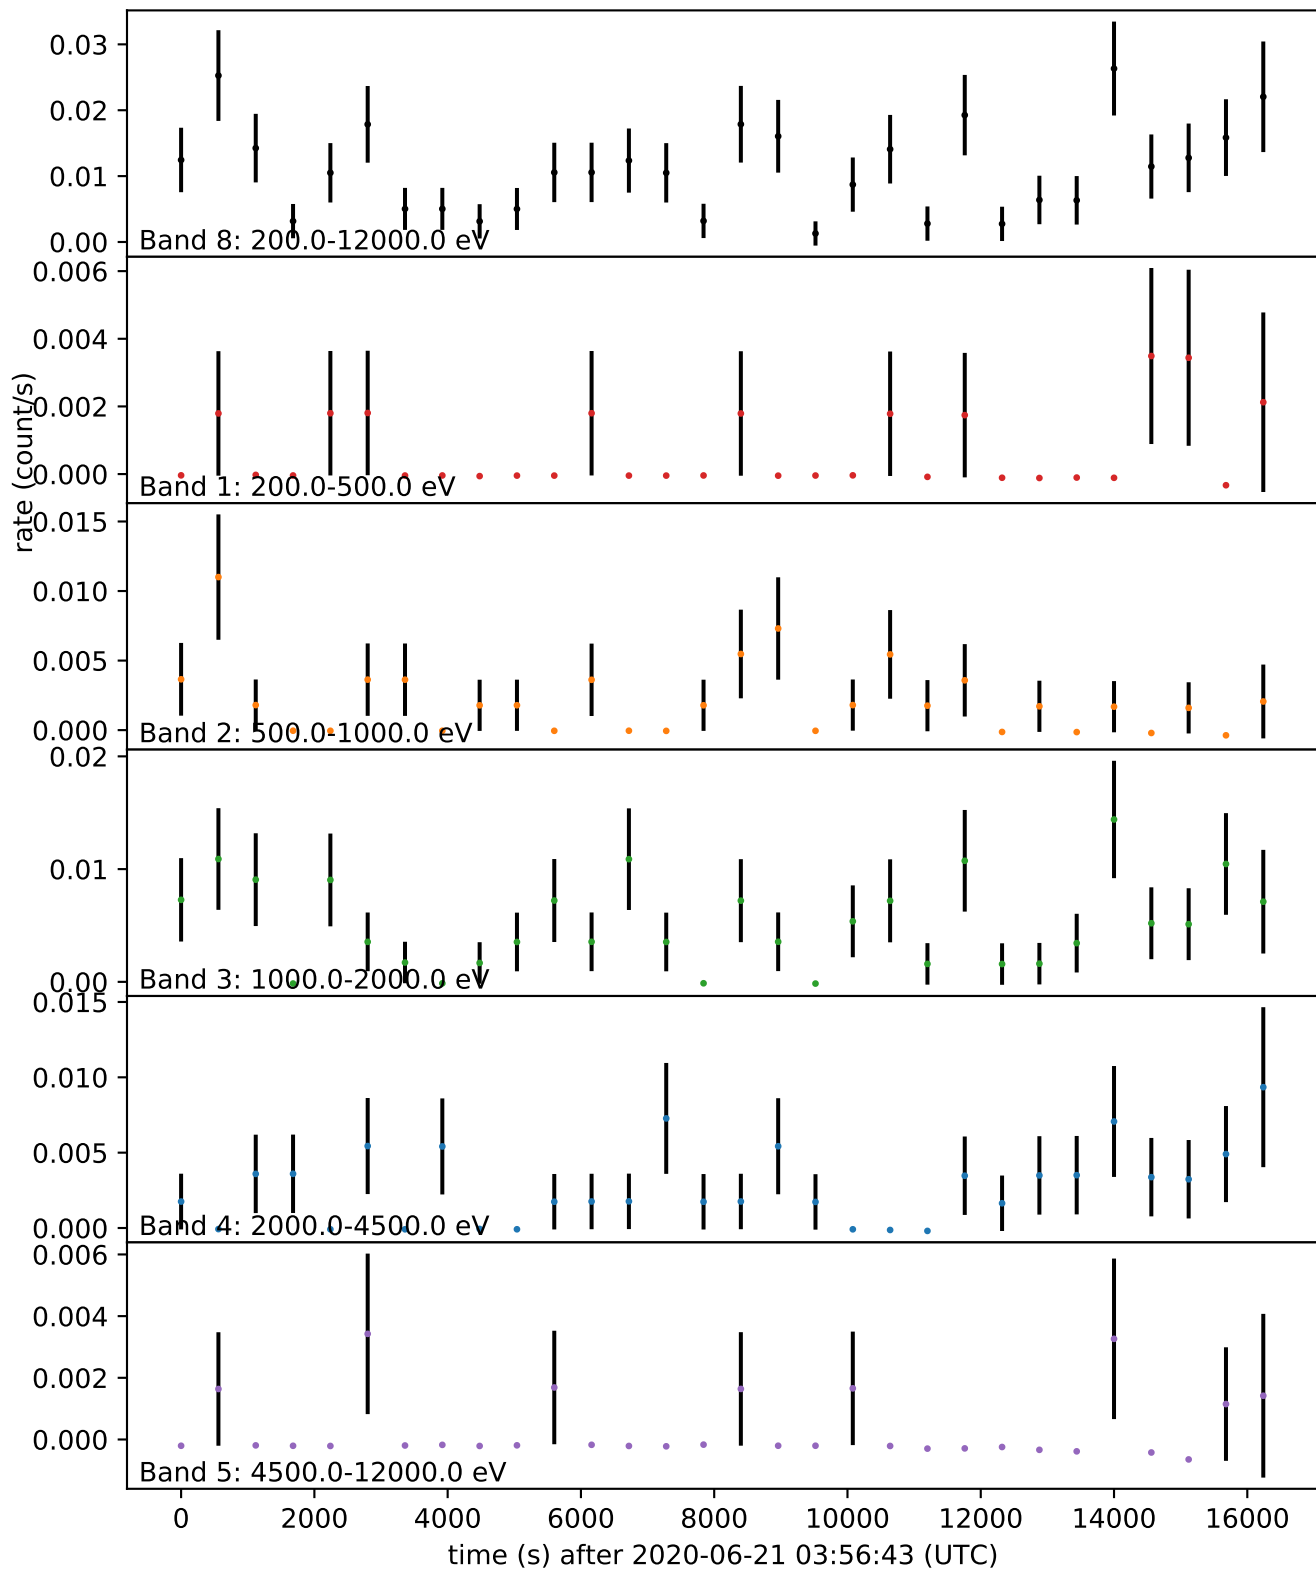 rate (count/s)
0.03
0.02
0.01
0.00
Band 8: 200.0-12000.0 eV
0.006
0.004
0.002
0.000
Band 1: 200.0-500.0 eV
0.015
0.010
0.005
0.000
Band 2: 500.0-1000.0 eV
0.02
0.01
0.00
Band 3: 1000.0-2000.0 eV
0.015
0.010
0.005
0.000
Band 4: 2000.0-4500.0 eV
0.006
0.004
0.002
0.000
Band 5: 4500.0-12000.0 eV
0 2000 4000 6000 8000 10000 12000 14000 16000
time (s) after 2020-06-21 03:56:43 (UTC)